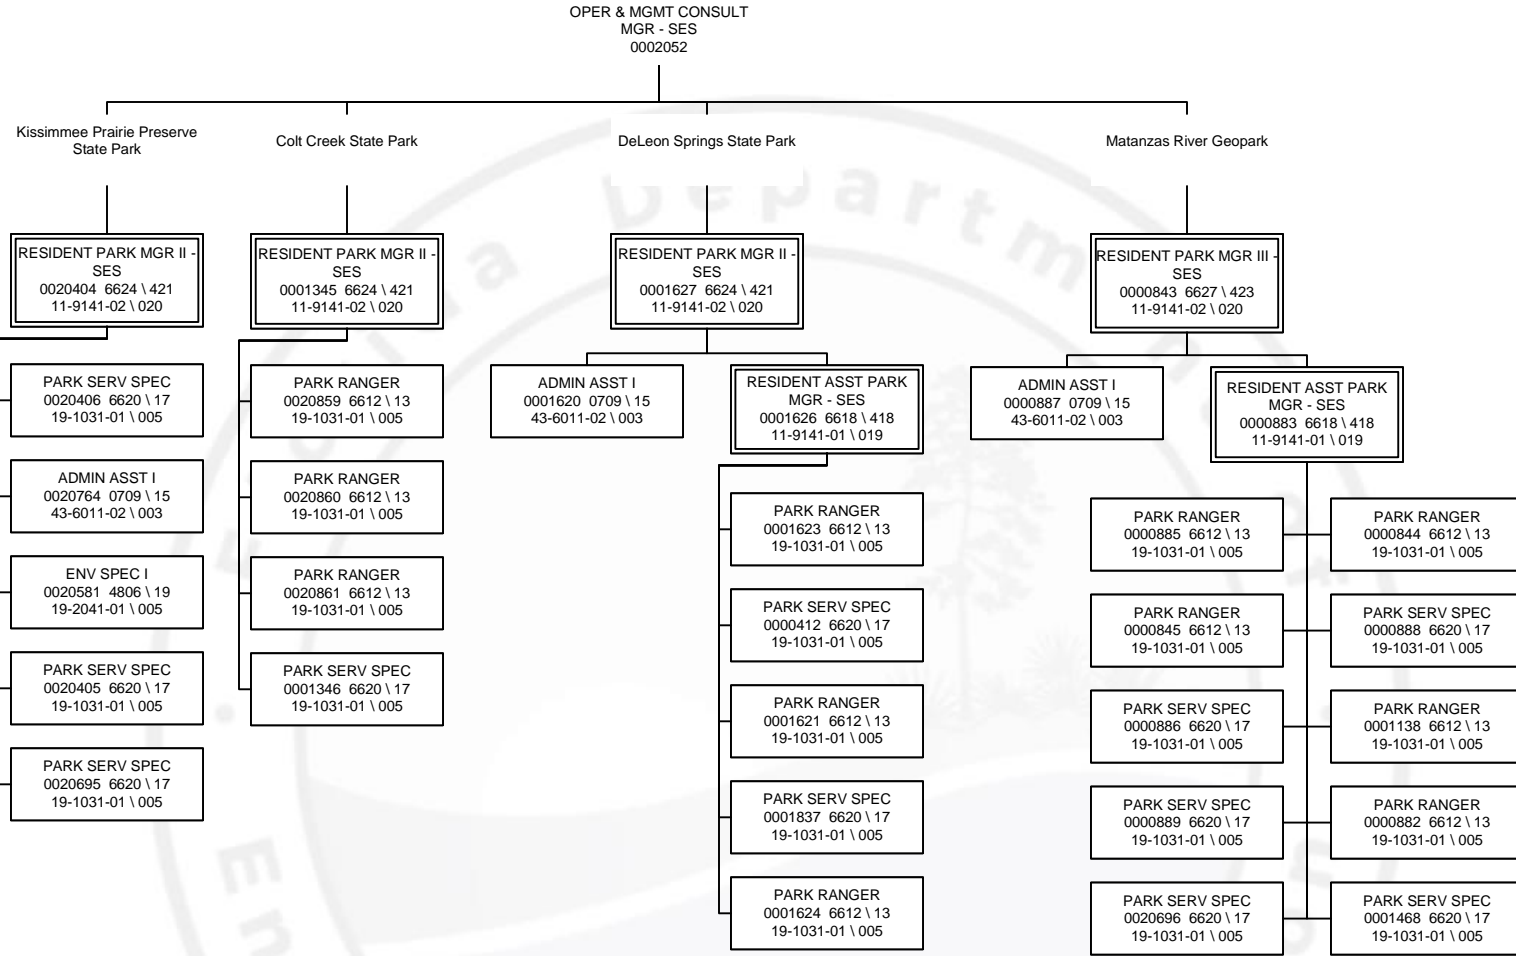 OPER & MGMT CONSULT
MGR - SES
0002052
Kissimmee Prairie Preserve
State Park
Colt Creek State Park
DeLeon Springs State Park
Matanzas River Geopark
RESIDENT PARK MGR II -
SES
0020404 6624 \ 421
11-9141-02 \ 020
RESIDENT PARK MGR II -
SES
0001345 6624 \ 421
11-9141-02 \ 020
RESIDENT PARK MGR II -
SES
0001627 6624 \ 421
11-9141-02 \ 020
RESIDENT PARK MGR III -
SES
0000843 6627 \ 423
11-9141-02 \ 020
PARK SERV SPEC
0020406 6620 \ 17
19-1031-01 \ 005
ADMIN ASST I
0020764 0709 \ 15
43-6011-02 \ 003
ENV SPEC I
0020581 4806 \ 19
19-2041-01 \ 005
PARK SERV SPEC
0020405 6620 \ 17
19-1031-01 \ 005
PARK SERV SPEC
0020695 6620 \ 17
19-1031-01 \ 005
PARK RANGER
0020859 6612 \ 13
19-1031-01 \ 005
PARK RANGER
0020860 6612 \ 13
19-1031-01 \ 005
PARK RANGER
0020861 6612 \ 13
19-1031-01 \ 005
PARK SERV SPEC
0001346 6620 \ 17
19-1031-01 \ 005
ADMIN ASST I
0001620 0709 \ 15
43-6011-02 \ 003
RESIDENT ASST PARK
MGR - SES
0001626 6618 \ 418
11-9141-01 \ 019
PARK RANGER
0001623 6612 \ 13
19-1031-01 \ 005
PARK SERV SPEC
0000412 6620 \ 17
19-1031-01 \ 005
PARK RANGER
0001621 6612 \ 13
19-1031-01 \ 005
PARK SERV SPEC
0001837 6620 \ 17
19-1031-01 \ 005
PARK RANGER
0001624 6612 \ 13
19-1031-01 \ 005
ADMIN ASST I
0000887 0709 \ 15
43-6011-02 \ 003
RESIDENT ASST PARK
MGR - SES
0000883 6618 \ 418
11-9141-01 \ 019
PARK RANGER
0000885 6612 \ 13
19-1031-01 \ 005
PARK RANGER
0000844 6612 \ 13
19-1031-01 \ 005
PARK RANGER
0000845 6612 \ 13
19-1031-01 \ 005
PARK SERV SPEC
0000888 6620 \ 17
19-1031-01 \ 005
PARK SERV SPEC
0000886 6620 \ 17
19-1031-01 \ 005
PARK RANGER
0001138 6612 \ 13
19-1031-01 \ 005
PARK SERV SPEC
0000889 6620 \ 17
19-1031-01 \ 005
PARK RANGER
0000882 6612 \ 13
19-1031-01 \ 005
PARK SERV SPEC
0020696 6620 \ 17
19-1031-01 \ 005
PARK SERV SPEC
0001468 6620 \ 17
19-1031-01 \ 005